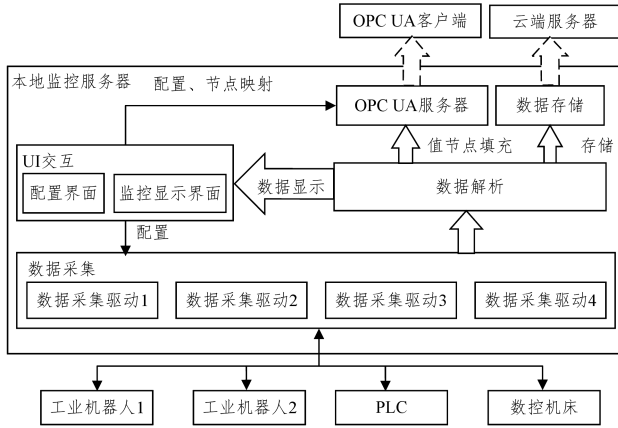 OPC UA客户端
云端服务器
本地监控服务器
配置、节点映射
OPC UA服务器
数据存储
值节点填充
存储
UI交互
配置界面
监控显示界面
数据显示
数据解析
配置
数据采集
数据采集驱动1
数据采集驱动2
数据采集驱动3
数据采集驱动4
工业机器人1
工业机器人2
PLC
数控机床